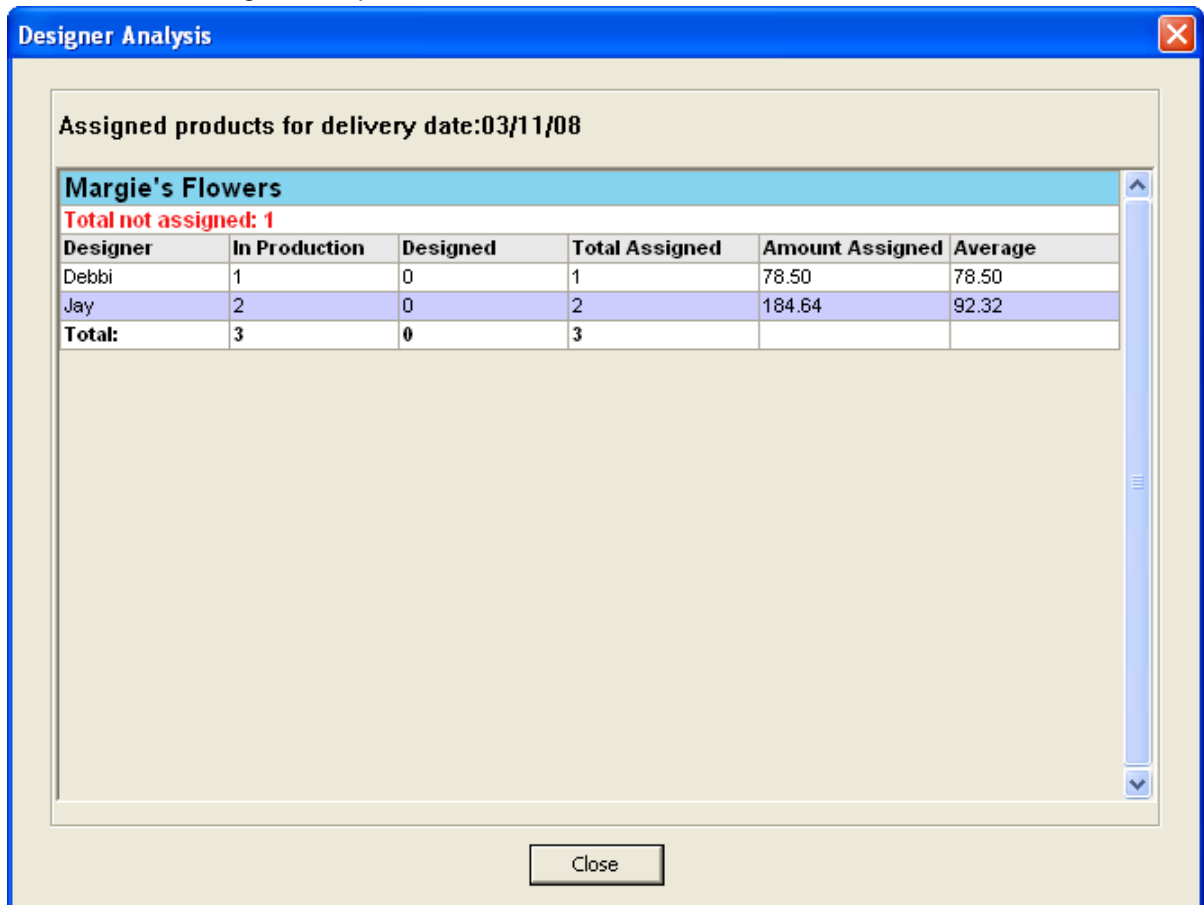 Designer Analysis
Assigned products for delivery date:03/11/08
Margie's Flowers
Total not assigned: 1
Designer In Production Designed Total Assigned Amount Assigned Average
Debbi 1 0 1 78.50 78.50
Jay 2 0 2 184.64 92.32
Total: 3 0 3
Close